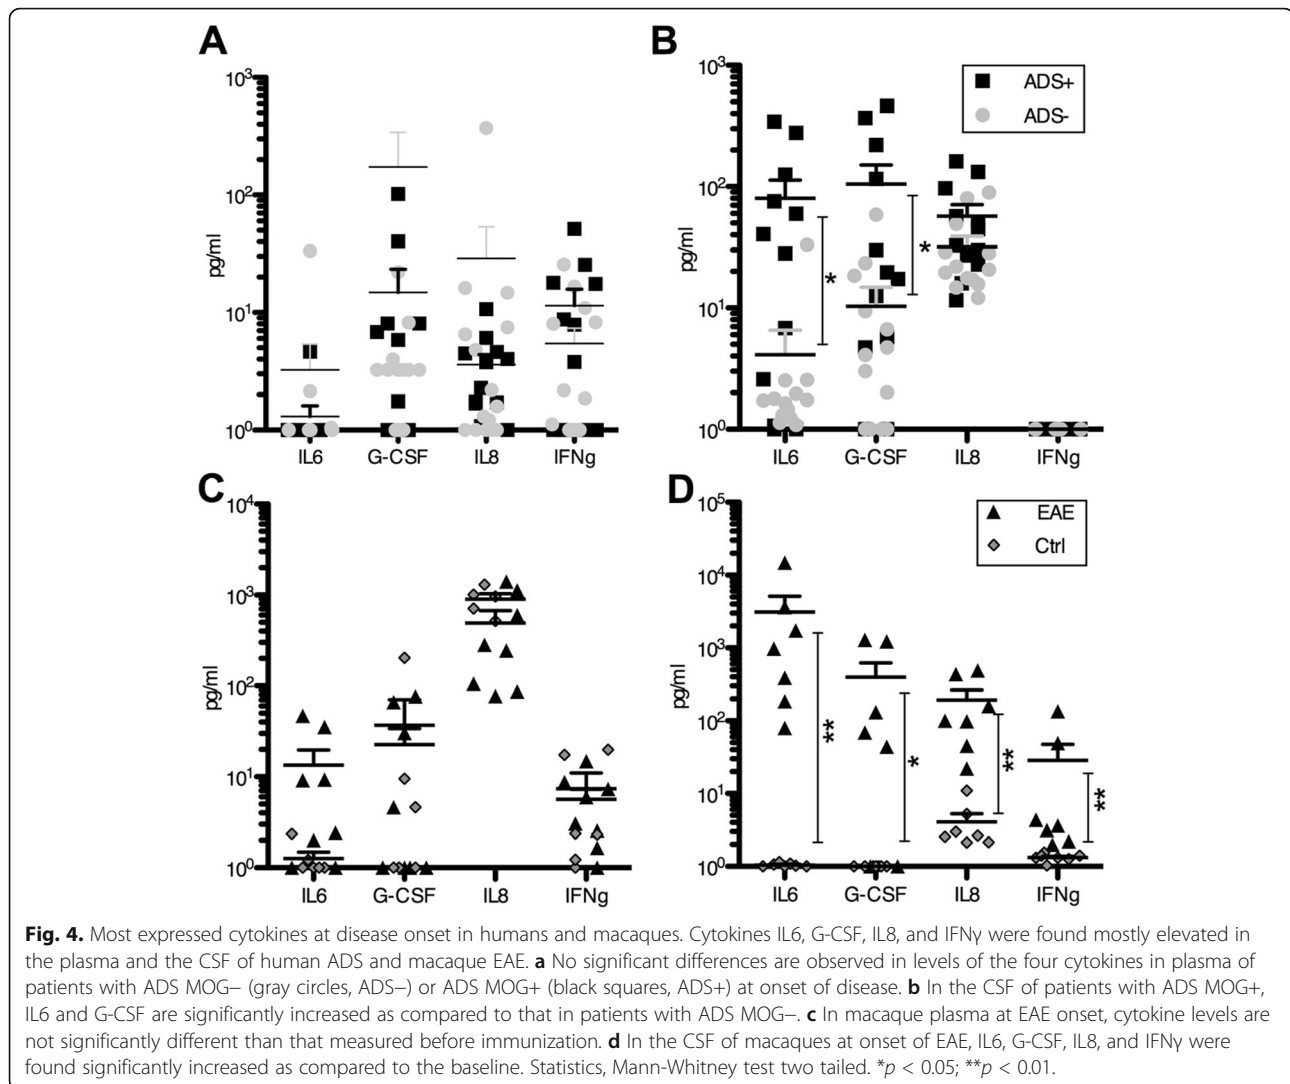 A
10³
10²
10¹
10⁰
pg/ml
IL6 G-CSF IL8 IFNg
B
10³
10²
10¹
10⁰
pg/ml
ADS+
ADS-
*
*
IL6 G-CSF IL8 IFNg
C
10⁴
10³
10²
10¹
10⁰
pg/ml
IL6 G-CSF IL8 IFNg
D
10⁵
10⁴
10³
10²
10¹
10⁰
pg/ml
EAE
Ctrl
**
*
**
**
IL6 G-CSF IL8 IFNg
Fig. 4. Most expressed cytokines at disease onset in humans and macaques. Cytokines IL6, G-CSF, IL8, and IFNγ were found mostly elevated in
the plasma and the CSF of human ADS and macaque EAE. a No significant differences are observed in levels of the four cytokines in plasma of
patients with ADS MOG− (gray circles, ADS−) or ADS MOG+ (black squares, ADS+) at onset of disease. b In the CSF of patients with ADS MOG+,
IL6 and G-CSF are significantly increased as compared to that in patients with ADS MOG−. c In macaque plasma at EAE onset, cytokine levels are
not significantly different than that measured before immunization. d In the CSF of macaques at onset of EAE, IL6, G-CSF, IL8, and IFNγ were
found significantly increased as compared to the baseline. Statistics, Mann-Whitney test two tailed. *p < 0.05; **p < 0.01.